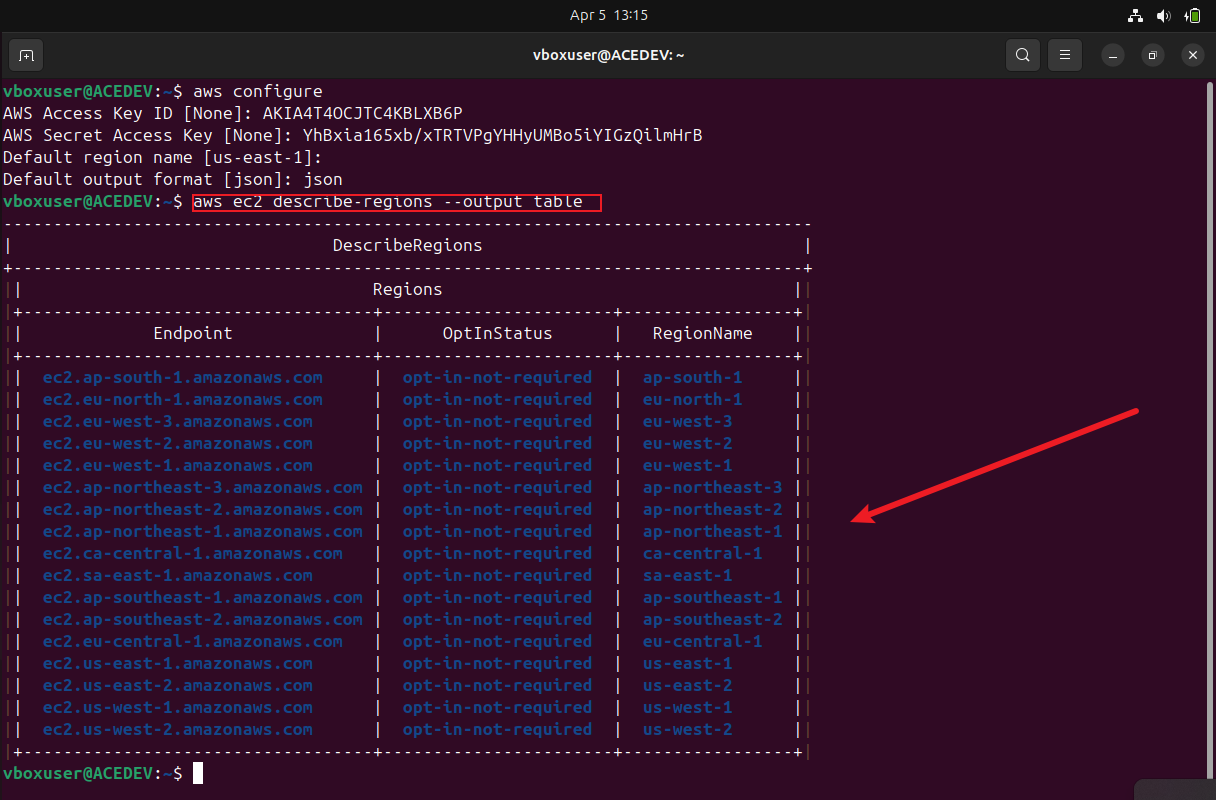 Apr 5 13:15
vboxuser@ACEDEV: ~
vboxuser@ACEDEV:~$ aws configure
AWS Access Key ID [None]: AKIA4T4OCJTC4KBLXB6P
AWS Secret Access Key [None]: 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
Default region name [us-east-1]:
Default output format [json]: json
vboxuser@ACEDEV:~$ aws ec2 describe-regions --output table
---------------------------------------------------------------------------------
|                                DescribeRegions                                |
+-------------------------------------------------------------------------------+
||                                   Regions                                   ||
|+-----------------------------------+-----------------------+-----------------+|
||             Endpoint              |      OptInStatus      |   RegionName    ||
|+-----------------------------------+-----------------------+-----------------+|
||  ec2.ap-south-1.amazonaws.com     |  opt-in-not-required  |  ap-south-1     ||
||  ec2.eu-north-1.amazonaws.com     |  opt-in-not-required  |  eu-north-1     ||
||  ec2.eu-west-3.amazonaws.com      |  opt-in-not-required  |  eu-west-3      ||
||  ec2.eu-west-2.amazonaws.com      |  opt-in-not-required  |  eu-west-2      ||
||  ec2.eu-west-1.amazonaws.com      |  opt-in-not-required  |  eu-west-1      ||
||  ec2.ap-northeast-3.amazonaws.com |  opt-in-not-required  |  ap-northeast-3 ||
||  ec2.ap-northeast-2.amazonaws.com |  opt-in-not-required  |  ap-northeast-2 ||
||  ec2.ap-northeast-1.amazonaws.com |  opt-in-not-required  |  ap-northeast-1 ||
||  ec2.ca-central-1.amazonaws.com   |  opt-in-not-required  |  ca-central-1   ||
||  ec2.sa-east-1.amazonaws.com      |  opt-in-not-required  |  sa-east-1      ||
||  ec2.ap-southeast-1.amazonaws.com |  opt-in-not-required  |  ap-southeast-1 ||
||  ec2.ap-southeast-2.amazonaws.com |  opt-in-not-required  |  ap-southeast-2 ||
||  ec2.eu-central-1.amazonaws.com   |  opt-in-not-required  |  eu-central-1   ||
||  ec2.us-east-1.amazonaws.com      |  opt-in-not-required  |  us-east-1      ||
||  ec2.us-east-2.amazonaws.com      |  opt-in-not-required  |  us-east-2      ||
||  ec2.us-west-1.amazonaws.com      |  opt-in-not-required  |  us-west-1      ||
||  ec2.us-west-2.amazonaws.com      |  opt-in-not-required  |  us-west-2      ||
|+-----------------------------------+-----------------------+-----------------+|
vboxuser@ACEDEV:~$